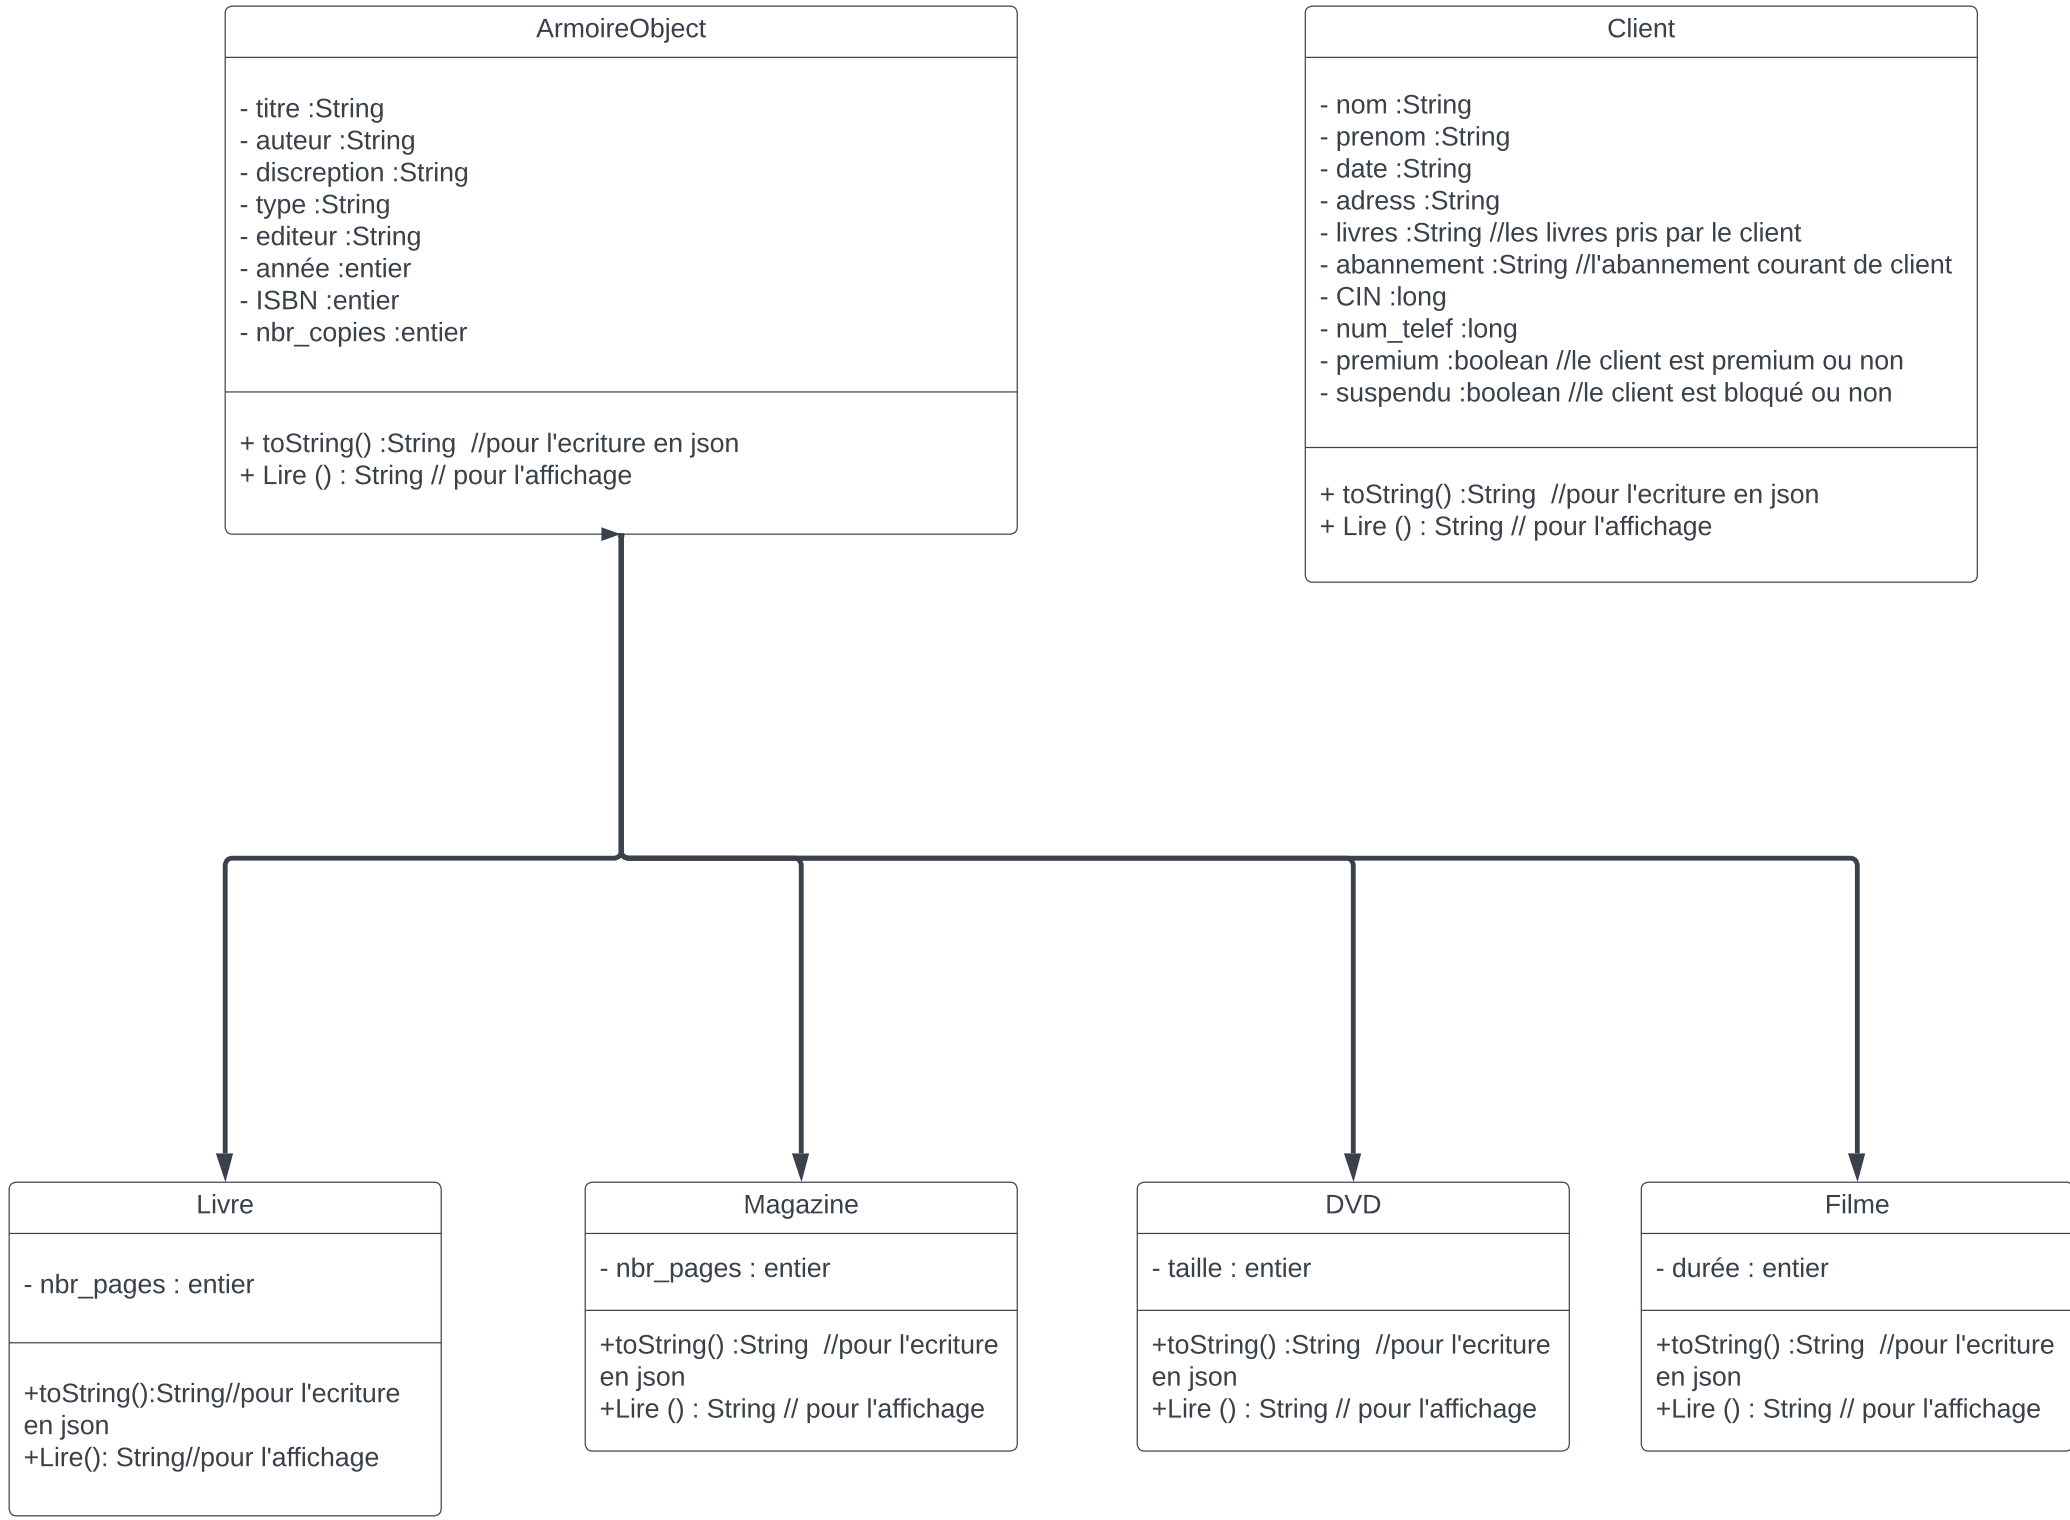 ArmoireObject
- titre :String
- auteur :String
- discreption :String
- type :String
- editeur :String
- année :entier
- ISBN :entier
- nbr_copies :entier
+ toString() :String  //pour l'ecriture en json
+ Lire () : String // pour l'affichage
Client
- nom :String
- prenom :String
- date :String
- adress :String
- livres :String //les livres pris par le client
- abannement :String //l'abannement courant de client
- CIN :long
- num_telef :long
- premium :boolean //le client est premium ou non
- suspendu :boolean //le client est bloqué ou non
+ toString() :String  //pour l'ecriture en json
+ Lire () : String // pour l'affichage
Livre
- nbr_pages : entier
+toString():String//pour l'ecriture
en json
+Lire(): String//pour l'affichage
Magazine
- nbr_pages : entier
+toString() :String  //pour l'ecriture
en json
+Lire () : String // pour l'affichage
DVD
- taille : entier
+toString() :String  //pour l'ecriture
en json
+Lire () : String // pour l'affichage
Filme
- durée : entier
+toString() :String  //pour l'ecriture
en json
+Lire () : String // pour l'affichage